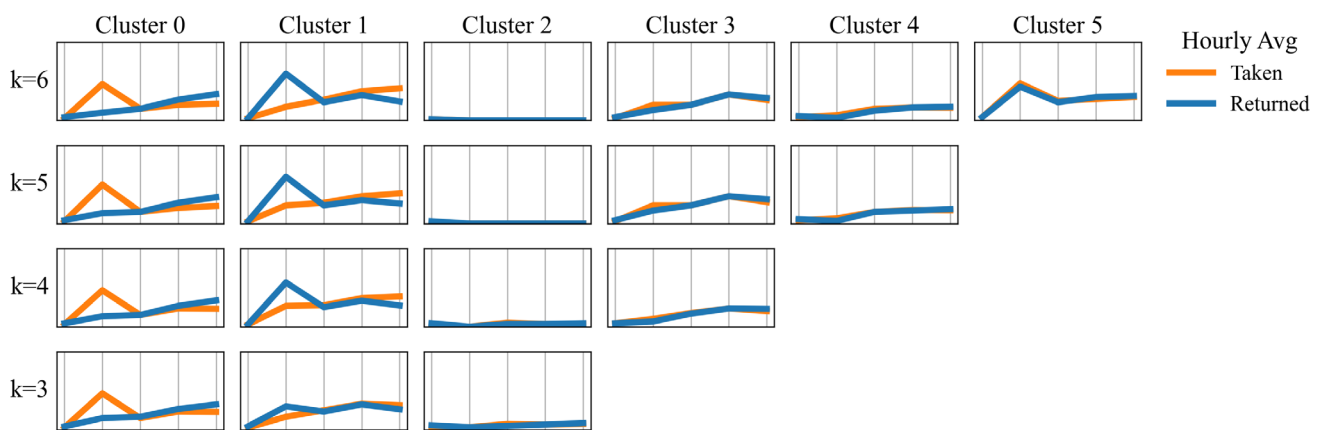 Cluster 0 Cluster 1 Cluster 2 Cluster 3 Cluster 4 Cluster 5
Hourly Avg
k=6
Taken
Returned
k=5
k=4
k=3